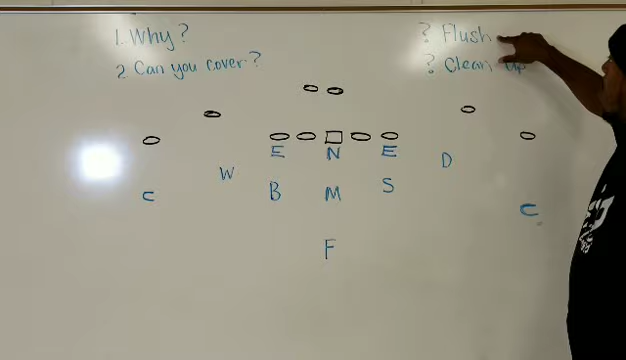 1. Why?
2 Can you cover?
? Flush
? Clean up
E N E
D
W
B M S
C
C
F